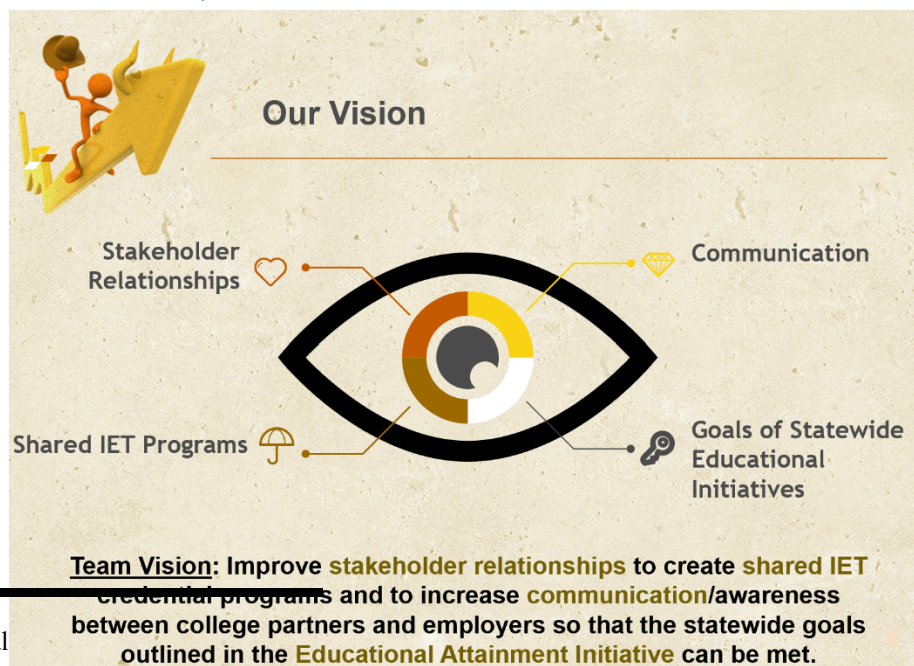 Our Vision
Stakeholder
Relationships
Communication
Shared IET Programs
Goals of Statewide
Educational
Initiatives
Team Vision: Improve stakeholder relationships to create shared IET
credential programs and to increase communication/awareness
between college partners and employers so that the statewide goals
outlined in the Educational Attainment Initiative can be met.